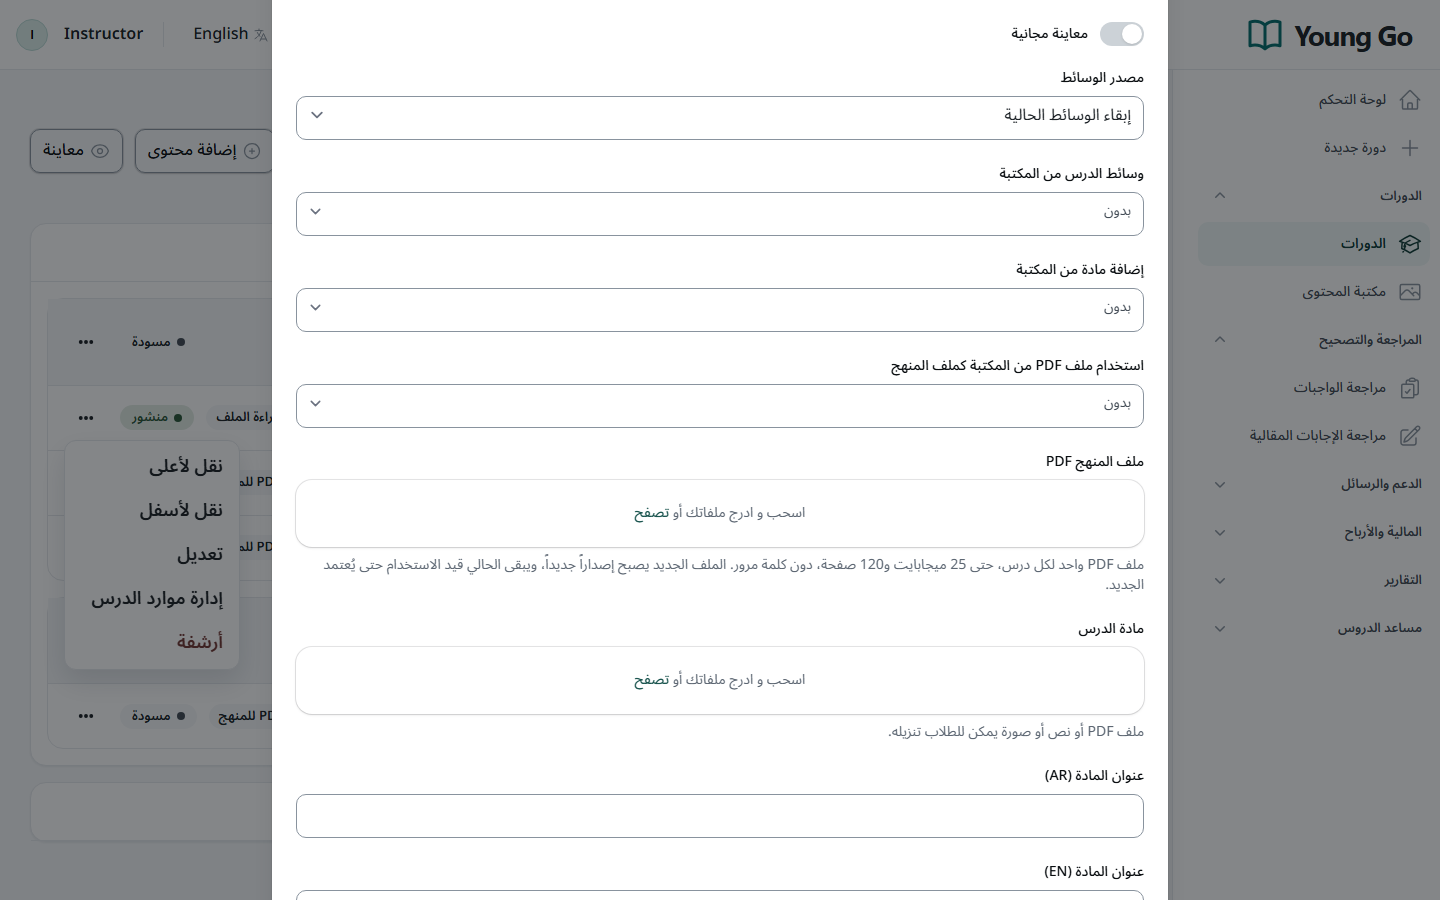 Young Go
English
Instructor
I
لوحة التحكم
دورة جديدة
الدورات
الدورات
مكتبة المحتوى
المراجعة والتصحيح
مراجعة الواجبات
مراجعة الإجابات المقالية
الدعم والرسائل
المالية والأرباح
التقارير
مساعد الدروس
معاينة مجانية
مصدر الوسائط
إبقاء الوسائط الحالية
وسائط الدرس من المكتبة
بدون
إضافة مادة من المكتبة
بدون
استخدام ملف PDF من المكتبة كملف المنهج
بدون
ملف المنهج PDF
اسحب و ادرج ملفاتك أو تصفح
ملف PDF واحد لكل درس، حتى 25 ميجابايت و120 صفحة، دون كلمة مرور. الملف الجديد يصبح إصداراً جديداً، ويبقى الحالي قيد الاستخدام حتى يُعتمد
الجديد.
مادة الدرس
اسحب و ادرج ملفاتك أو تصفح
ملف PDF أو نص أو صورة يمكن للطلاب تنزيله.
عنوان المادة (AR)
عنوان المادة (EN)
إضافة محتوى
معاينة
مسودة
الملف
منشور
نقل لأعلى
نقل لأسفل
تعديل
إدارة موارد الدرس
أرشفة
للمنهج
مسودة